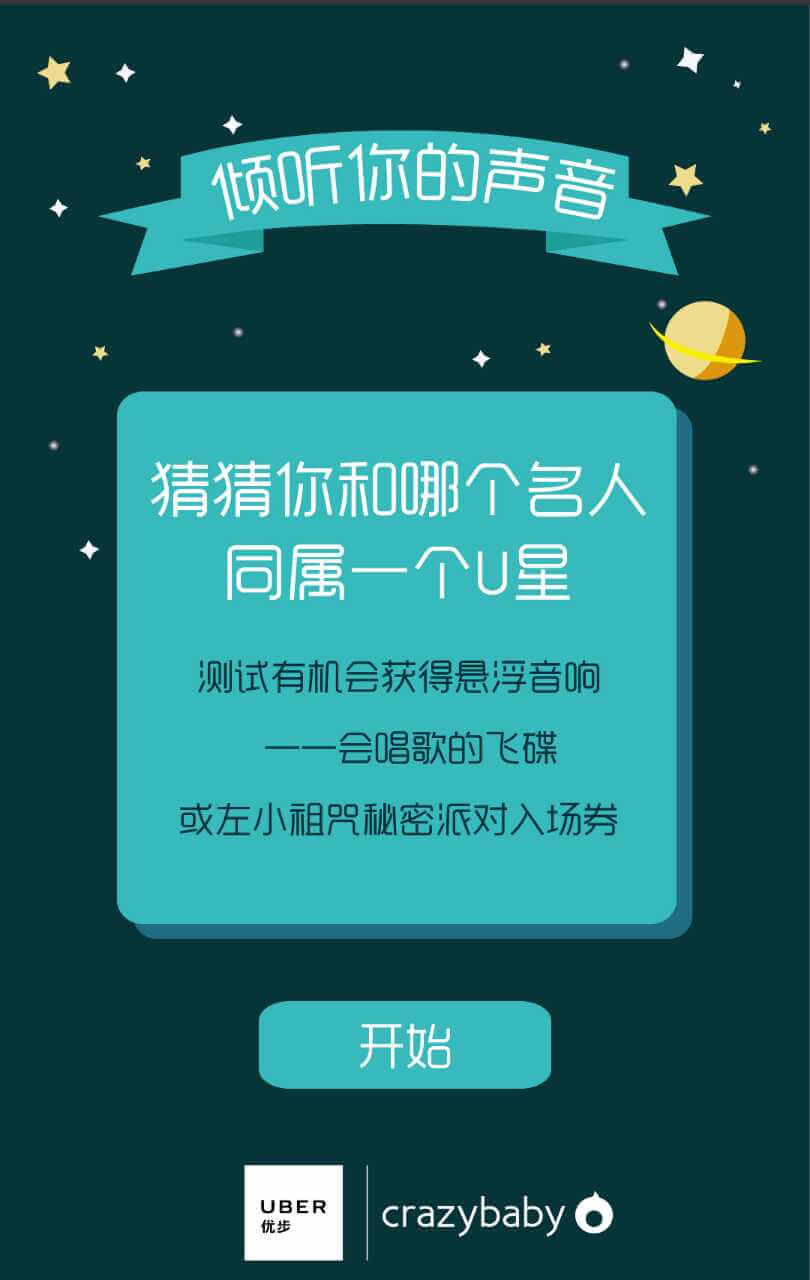 倾听你的声音
猜猜你和哪个名人
同属一个U星
测试有机会获得悬浮音响
——会唱歌的飞碟
或左小祖咒秘密派对入场券
开始
UBER
优步
crazybaby